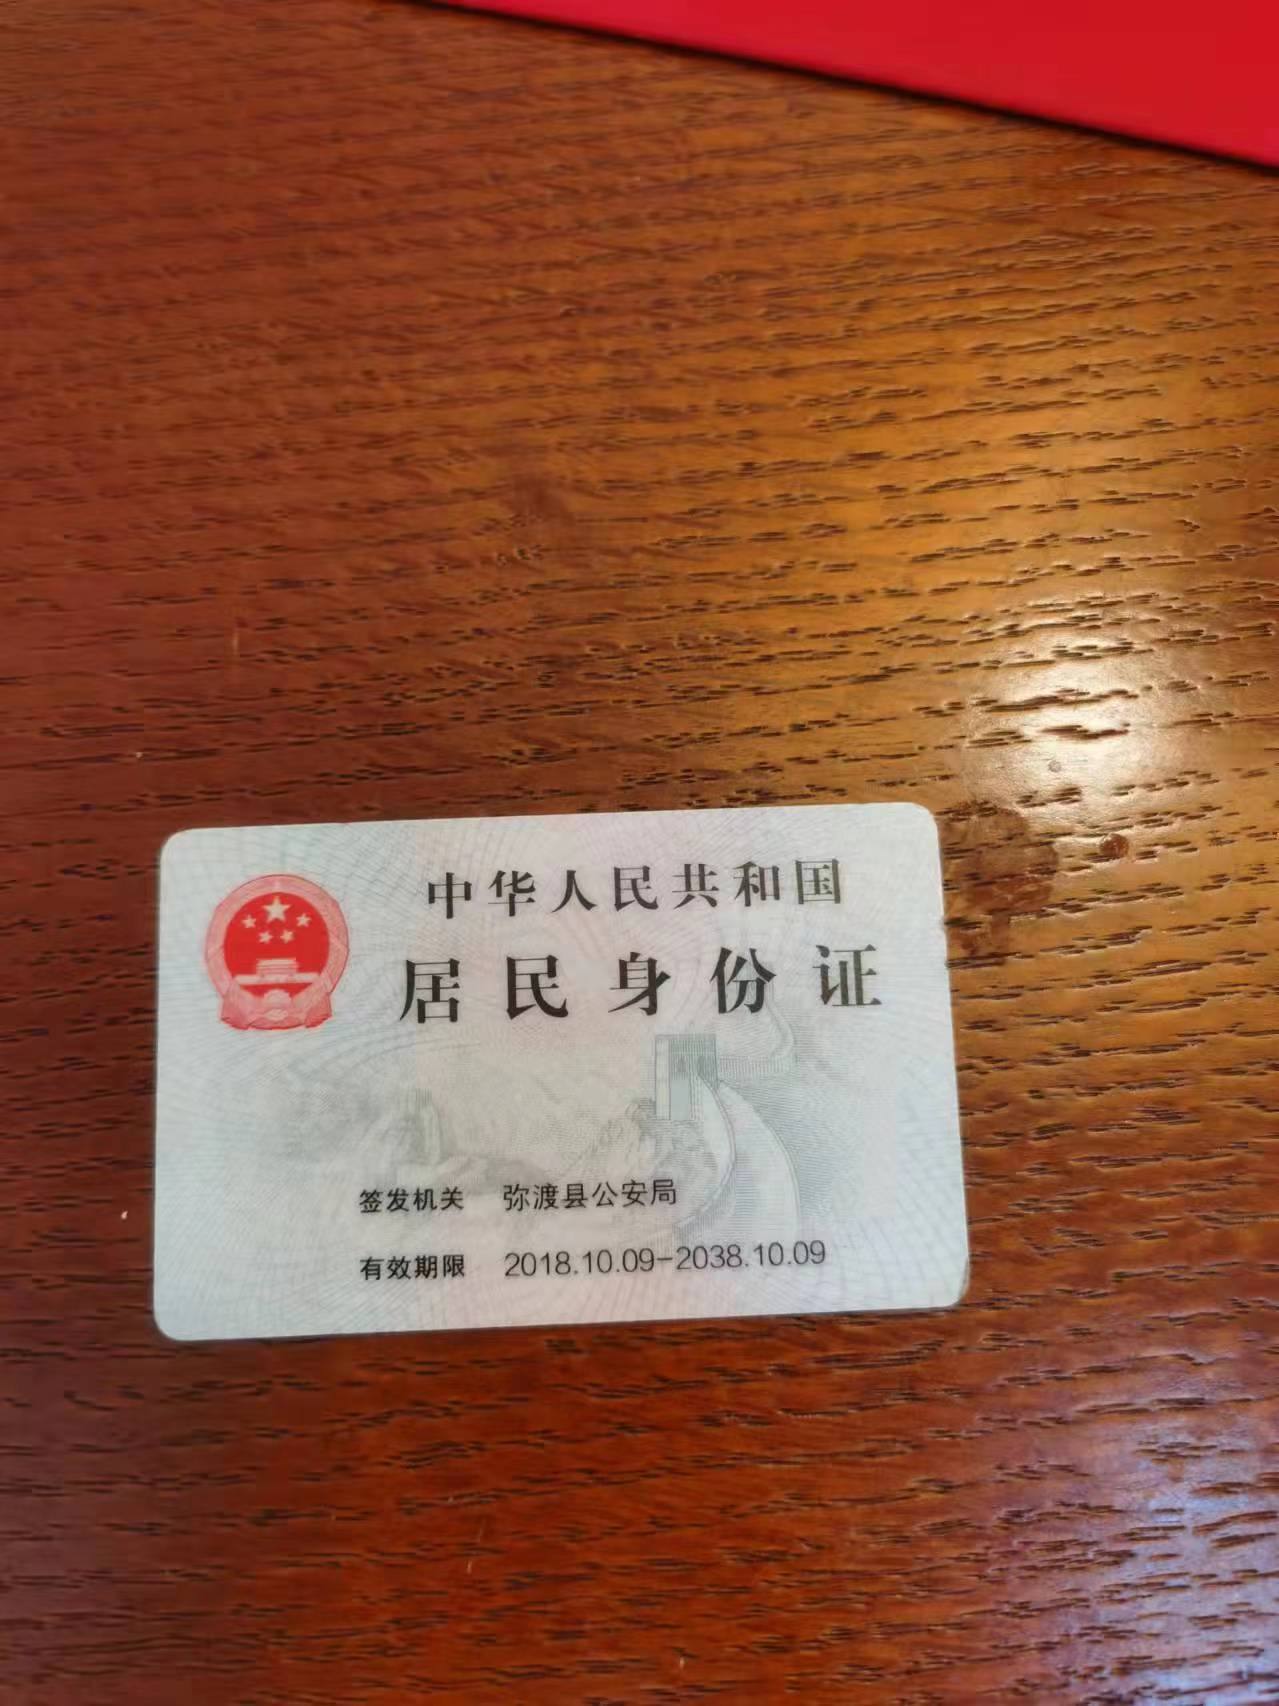 中华人民共和国
居民身份证
签发机关 弥渡县公安局
有效期限 2018.10.09-2038.10.09